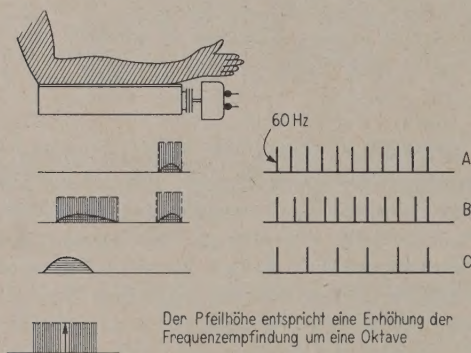 60 Hz
A
B
C
Der Pfeilhöhe entspricht eine Erhöhung der
Frequenzempfindung um eine Oktave